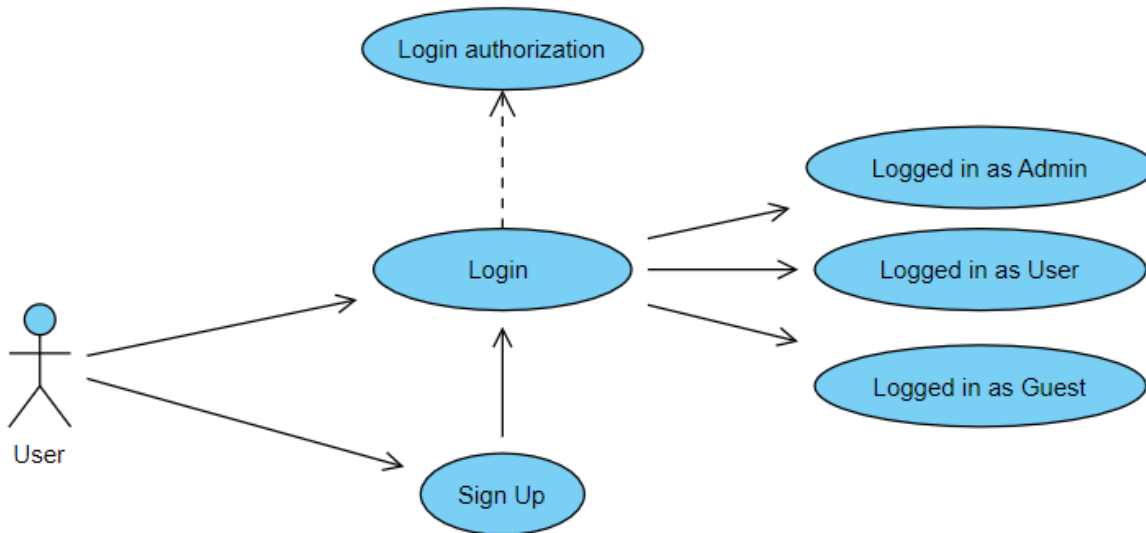 Login authorization
Logged in as Admin
Login
Logged in as User
Logged in as Guest
User
Sign Up